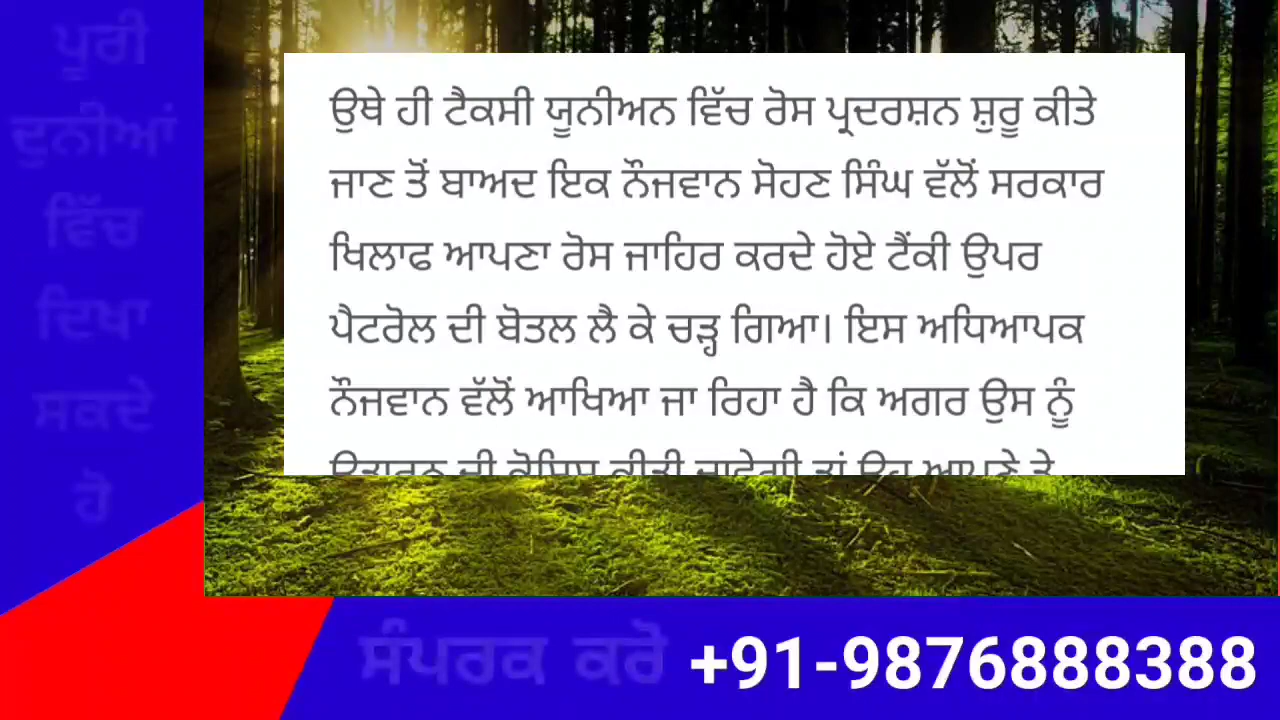 ਪੂਰੀ
ਦੁਨੀਆਂ
ਵਿੱਚ
ਦਿਖਾ
ਸਕਦੇ
ਹੋ
ਉਥੇ ਹੀ ਟੈਕਸੀ ਯੂਨੀਅਨ ਵਿੱਚ ਰੋਸ ਪ੍ਰਦਰਸ਼ਨ ਸ਼ੁਰੂ ਕੀਤੇ
ਜਾਣ ਤੋਂ ਬਾਅਦ ਇਕ ਨੌਜਵਾਨ ਸੋਹਣ ਸਿੰਘ ਵੱਲੋਂ ਸਰਕਾਰ
ਖਿਲਾਫ ਆਪਣਾ ਰੋਸ ਜਾਹਿਰ ਕਰਦੇ ਹੋਏ ਟੈਂਕੀ ਉਪਰ
ਪੈਟਰੋਲ ਦੀ ਬੋਤਲ ਲੈ ਕੇ ਚੜ੍ਹ ਗਿਆ। ਇਸ ਅਧਿਆਪਕ
ਨੌਜਵਾਨ ਵੱਲੋਂ ਆਖਿਆ ਜਾ ਰਿਹਾ ਹੈ ਕਿ ਅਗਰ ਉਸ ਨੂੰ
ਸੰਪਰਕ ਕਰੋ +91-9876888388